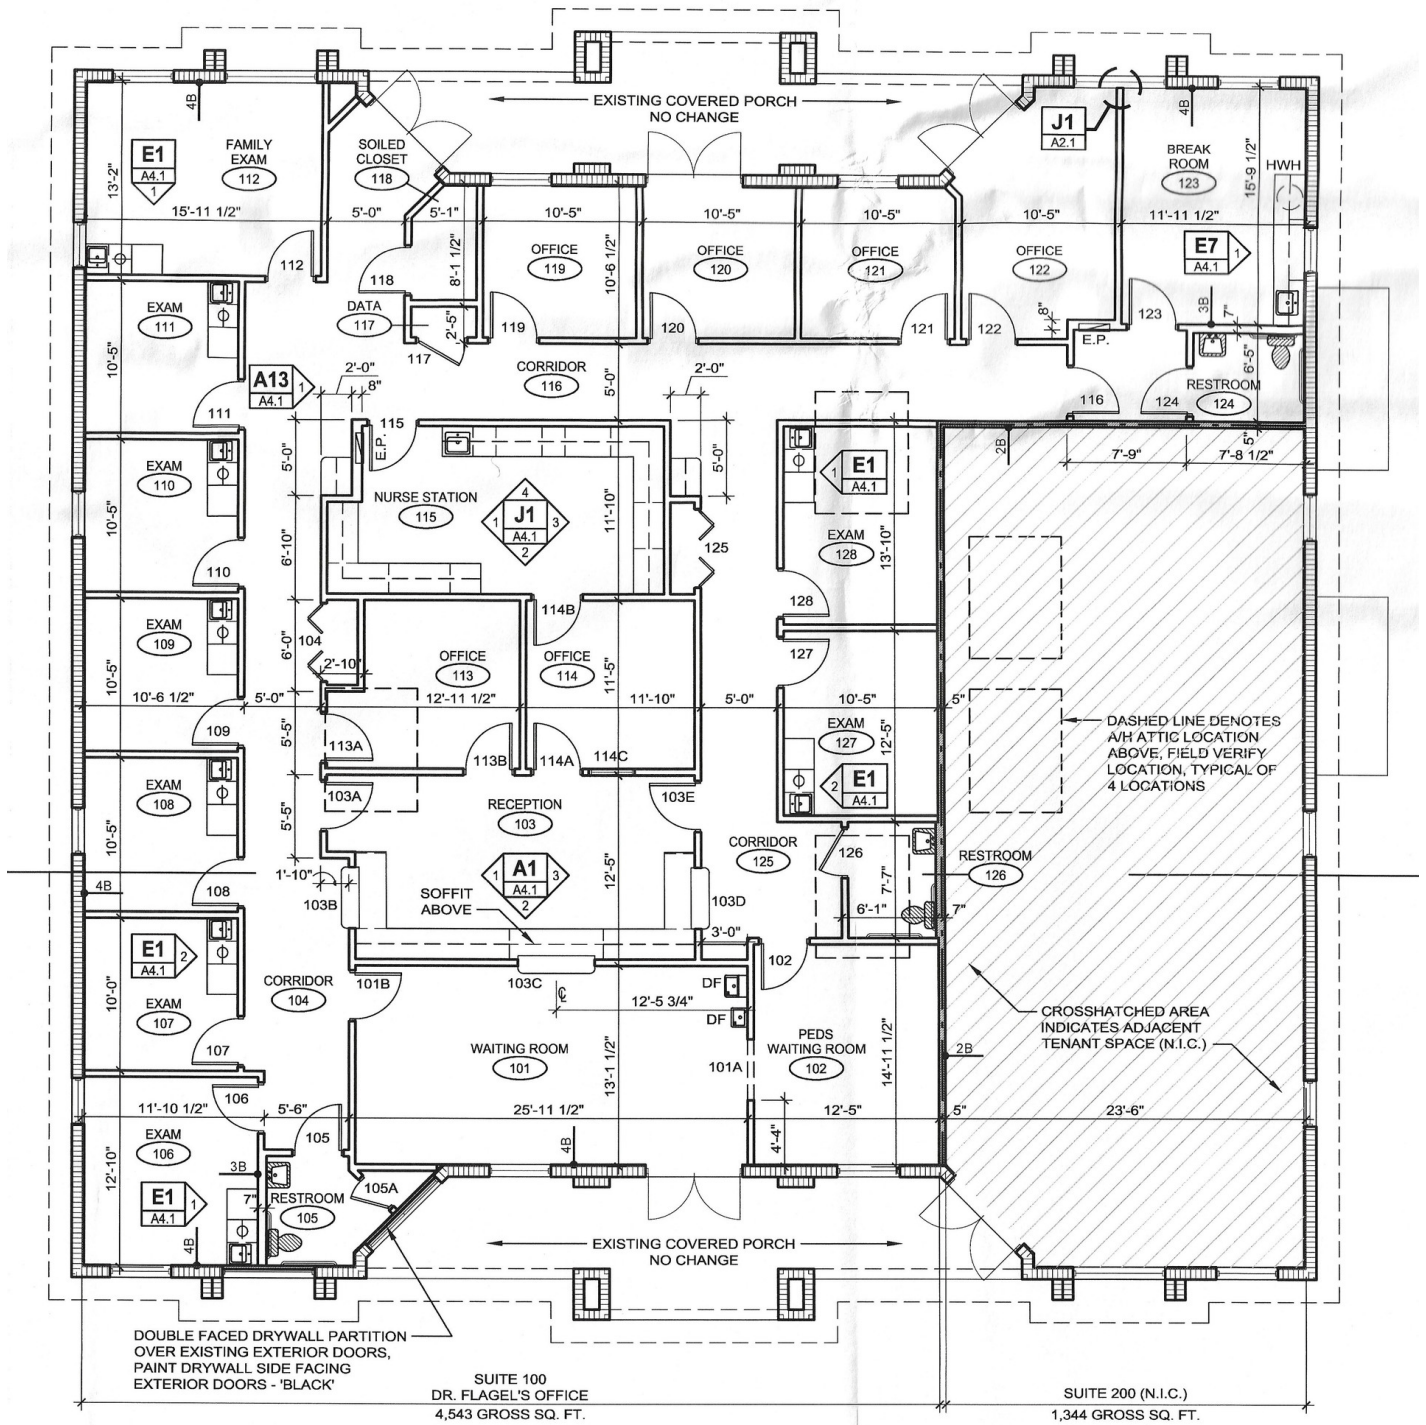 EXISTING COVERED PORCH
NO CHANGE
4B
E1
A4.1
1
13'-2"
FAMILY
EXAM
112
SOILED
CLOSET
118
J1
A2.1
4B
BREAK
ROOM
123
15'-9 1/2"
HWH
15'-11 1/2"
5'-0"
5'-1"
10'-5"
10'-5"
10'-5"
10'-5"
11'-11 1/2"
E7
A4.1
1
OFFICE
119
OFFICE
120
OFFICE
121
OFFICE
122
112
118
8'-1 1/2"
10'-6 1/2"
DATA
117
2'-5"
8"
123
3B
7"
EXAM
111
117
119
120
121
122
E.P.
6'-5"
10'-5"
A13
A4.1
1
2'-0"
8"
CORRIDOR
116
5'-0"
2'-0"
RESTROOM
124
111
115
116
124
5"
EXAM
110
5'-0"
E.P.
5'-0"
2B
7'-9"
7'-8 1/2"
NURSE STATION
115
4
1
J1
3
A4.1
2
11'-10"
1
E1
A4.1
10'-5"
EXAM
128
13'-10"
125
110
6'-10"
128
114B
EXAM
109
104
6'-0"
127
2'-10"
OFFICE
113
OFFICE
114
11'-5"
10'-5"
10'-6 1/2"
5'-0"
12'-11 1/2"
11'-10"
5'-0"
10'-5"
5"
109
5'-5"
113A
113B
114A
114C
EXAM
127
12'-5"
DASHED LINE DENOTES
A/H ATTIC LOCATION
ABOVE, FIELD VERIFY
LOCATION, TYPICAL OF
4 LOCATIONS
2
E1
A4.1
EXAM
108
103A
RECEPTION
103
103E
5'-5"
10'-5"
CORRIDOR
125
126
RESTROOM
126
4B
108
1'-10"
103B
1
A1
3
A4.1
2
12'-5"
SOFFIT
ABOVE
103D
7'-7"
6'-1"
7"
3'-0"
E1
A4.1
2
10'-0"
EXAM
107
CORRIDOR
104
101B
103C
CL
12'-5 3/4"
DF
DF
102
CROSSHATCHED AREA
INDICATES ADJACENT
TENANT SPACE (N.I.C.)
107
WAITING ROOM
101
13'-1 1/2"
101A
PEDS
WAITING ROOM
102
14'-11 1/2"
2B
106
11'-10 1/2"
5'-6"
25'-11 1/2"
12'-5"
5"
23'-6"
EXAM
106
105
4B
4'-4"
12'-10"
3B
E1
A4.1
1
7"
RESTROOM
105
105A
4B
EXISTING COVERED PORCH
NO CHANGE
DOUBLE FACED DRYWALL PARTITION
OVER EXISTING EXTERIOR DOORS,
PAINT DRYWALL SIDE FACING
EXTERIOR DOORS - 'BLACK'
SUITE 100
DR. FLAGEL'S OFFICE
4,543 GROSS SQ. FT.
SUITE 200 (N.I.C.)
1,344 GROSS SQ. FT.